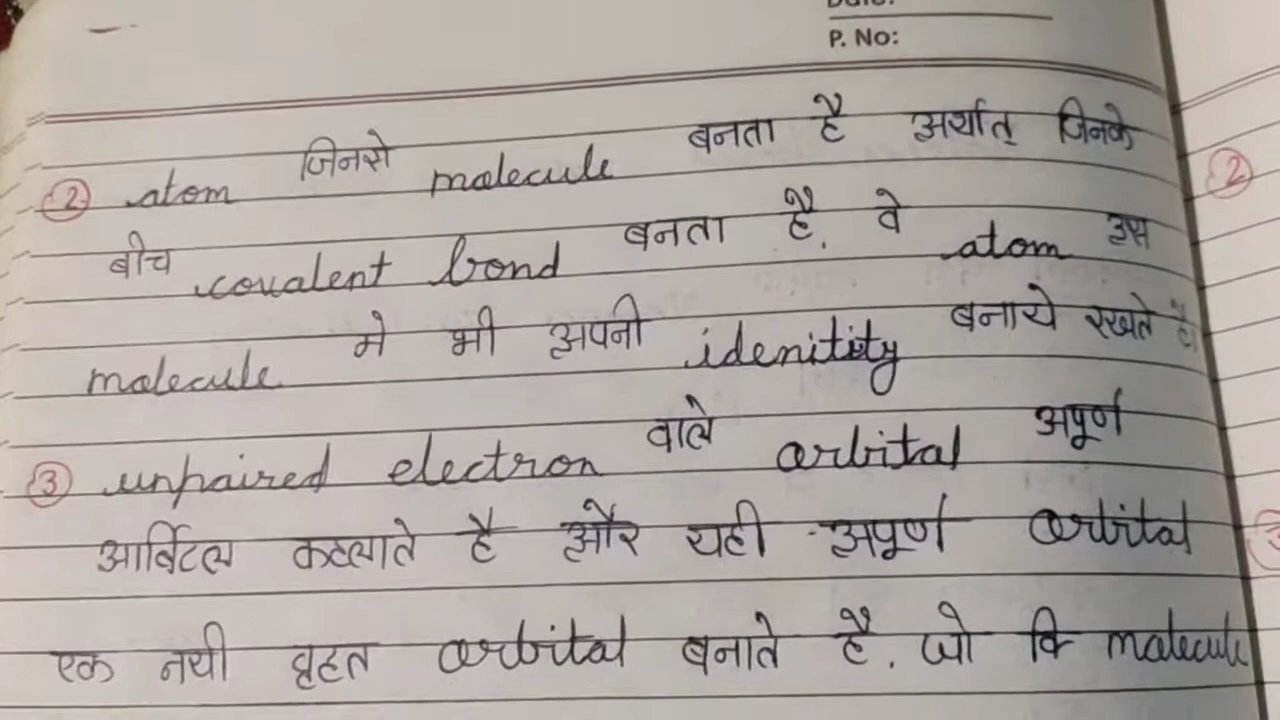 P. No:
② atom जिनसे molecule बनता है अर्थात् जिनके
बीच covalent bond बनता है, वे atom उस
molecule मे भी अपनी idenitity बनाये रखते है।
③ unpaired electron वाले orbital अपूर्ण
आर्बिटल कहलाते है और यही अपूर्ण orbital
एक नयी वृहत orbital बनाते है. जो कि molecule
②